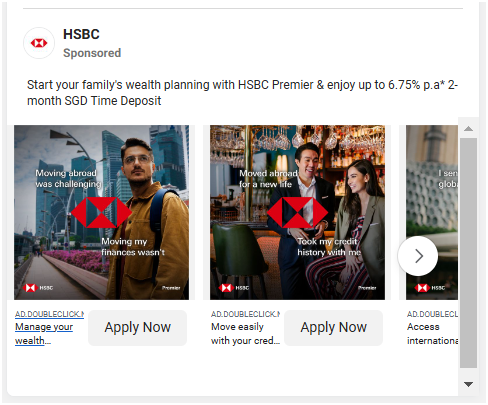 HSBC
Sponsored
Start your family's wealth planning with HSBC Premier & enjoy up to 6.75% p.a* 2-
month SGD Time Deposit
Moving abroad
was challenging
Moving my
finances wasn't
HSBC
Premier
Moved abroad
for a new life
Took my credit
history with me
HSBC
Premier
I sen
globa
HSBC
AD.DOUBLECLICK.N
Manage your
wealth...
Apply Now
AD.DOUBLECLICK.N
Move easily
with your cred...
Apply Now
AD.DOUBLECL
Access
internationa